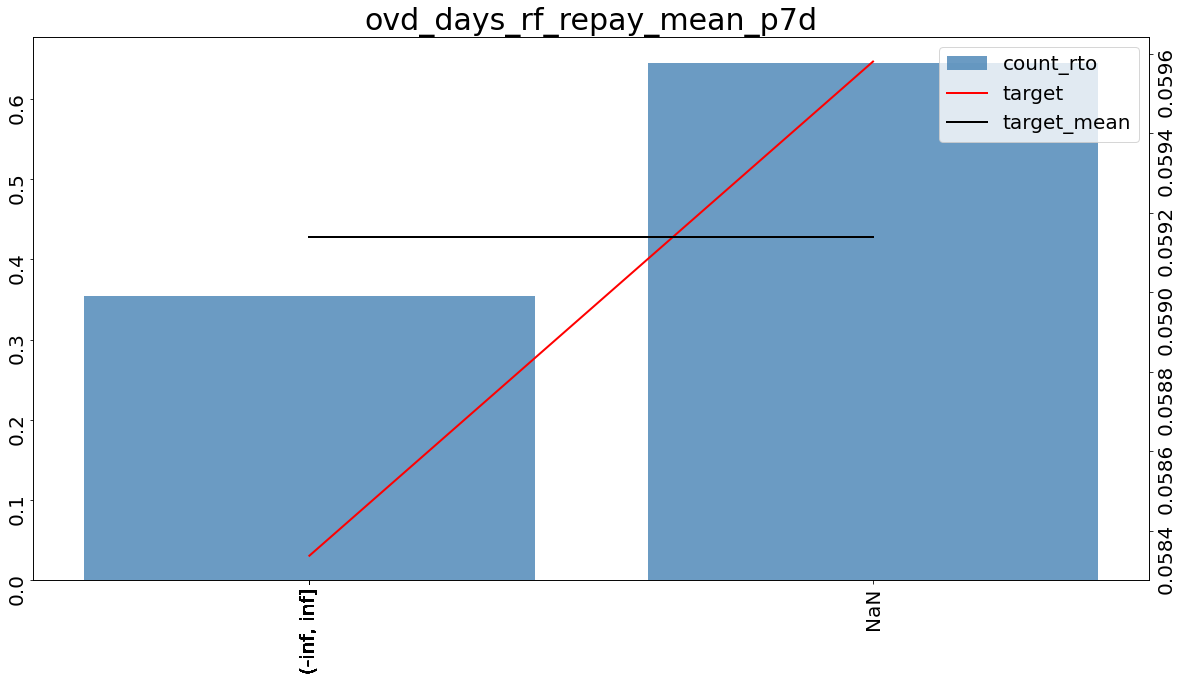 ovd_days_rf_repay_mean_p7d
count_rto
target
target_mean
0.6
0.5
0.4
0.3
0.2
0.1
0.0
0.0596
0.0594
0.0592
0.0590
0.0588
0.0586
0.0584
(-inf, inf]
NaN